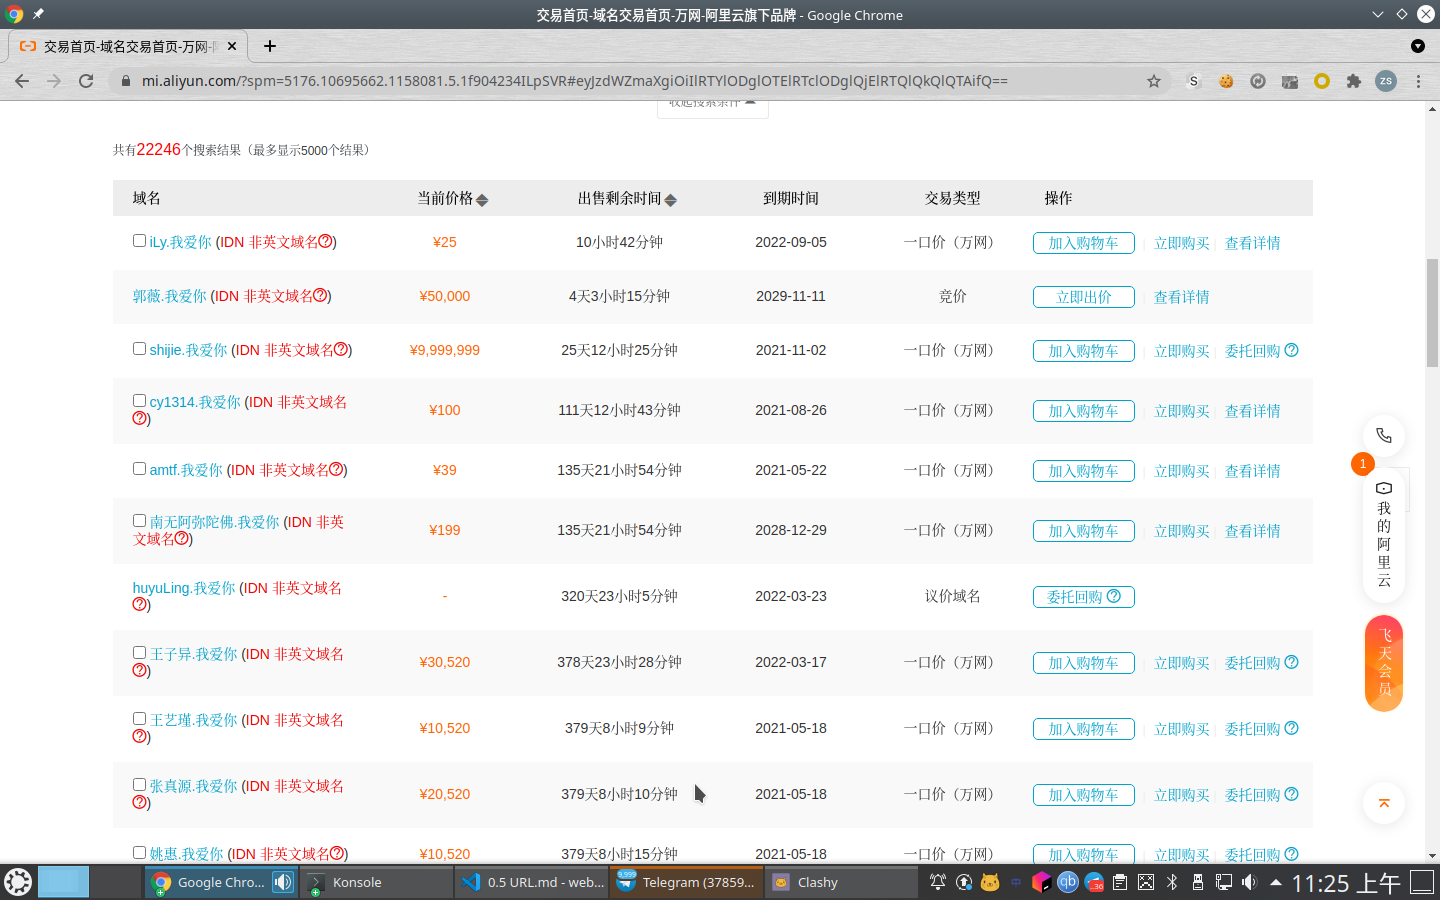 交易首页-域名交易首页-万网-阿里云旗下品牌 - Google Chrome
交易首页-域名交易首页-万网-
mi.aliyun.com/?spm=5176.10695662.1158081.5.1f904234ILpSVR#eyJzdWZmaXgiOiIlRTYlODglOTElRTclODglQjElRTQlQkQlQTAifQ==
收起搜索条件
共有22246个搜索结果（最多显示5000个结果）
域名 当前价格 出售剩余时间 到期时间 交易类型 操作
iLy.我爱你 (IDN 非英文域名) ¥25 10小时42分钟 2022-09-05 一口价（万网） 加入购物车 立即购买 查看详情
郭薇.我爱你 (IDN 非英文域名) ¥50,000 4天3小时15分钟 2029-11-11 竞价 立即出价 查看详情
shijie.我爱你 (IDN 非英文域名) ¥9,999,999 25天12小时25分钟 2021-11-02 一口价（万网） 加入购物车 立即购买 委托回购
cy1314.我爱你 (IDN 非英文域名) ¥100 111天12小时43分钟 2021-08-26 一口价（万网） 加入购物车 立即购买 查看详情
amtf.我爱你 (IDN 非英文域名) ¥39 135天21小时54分钟 2021-05-22 一口价（万网） 加入购物车 立即购买 查看详情
南无阿弥陀佛.我爱你 (IDN 非英
文域名) ¥199 135天21小时54分钟 2028-12-29 一口价（万网） 加入购物车 立即购买 查看详情
huyuLing.我爱你 (IDN 非英文域名
) - 320天23小时5分钟 2022-03-23 议价域名 委托回购
王子异.我爱你 (IDN 非英文域名
) ¥30,520 378天23小时28分钟 2022-03-17 一口价（万网） 加入购物车 立即购买 委托回购
王艺瑾.我爱你 (IDN 非英文域名
) ¥10,520 379天8小时9分钟 2021-05-18 一口价（万网） 加入购物车 立即购买 委托回购
张真源.我爱你 (IDN 非英文域名
) ¥20,520 379天8小时10分钟 2021-05-18 一口价（万网） 加入购物车 立即购买 委托回购
姚惠.我爱你 (IDN 非英文域名) ¥10,520 379天8小时15分钟 2021-05-18 一口价（万网） 加入购物车 立即购买 委托回购
1
我的阿里云
飞天会员
Google Chro... Konsole 0.5 URL.md - web... 9,999 Telegram (37859... Clashy 中 qb 1.36 11:25 上午
S
ZS